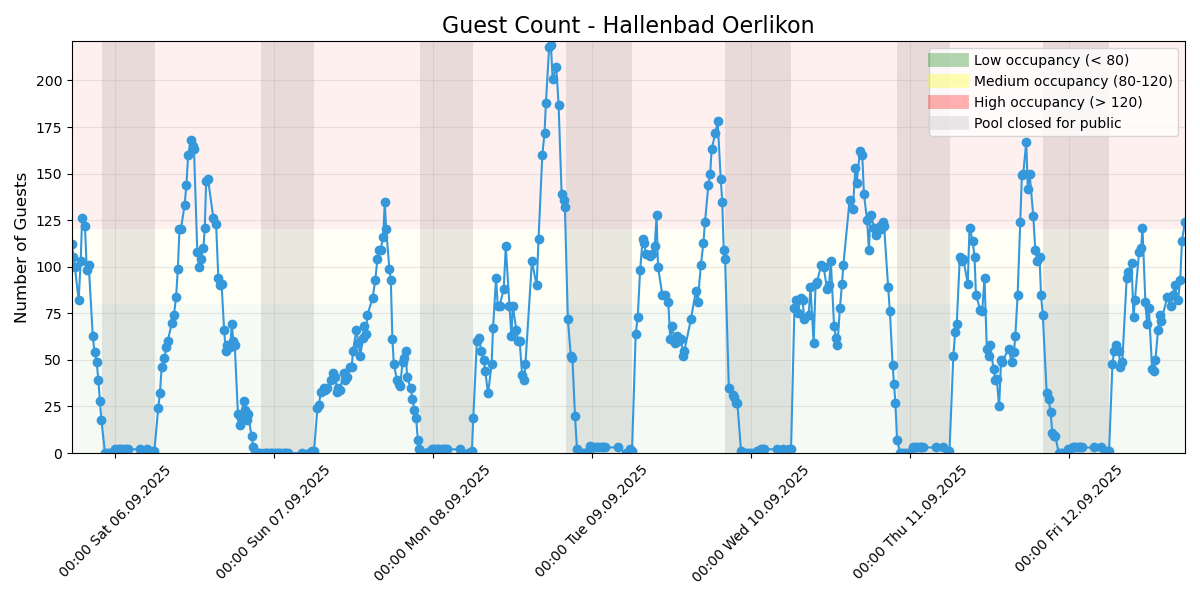 Guest Count - Hallenbad Oerlikon
Number of Guests
200
175
150
125
100
75
50
25
0
Low occupancy (< 80)
Medium occupancy (80-120)
High occupancy (> 120)
Pool closed for public
00:00 Sat 06.09.2025
00:00 Sun 07.09.2025
00:00 Mon 08.09.2025
00:00 Tue 09.09.2025
00:00 Wed 10.09.2025
00:00 Thu 11.09.2025
00:00 Fri 12.09.2025